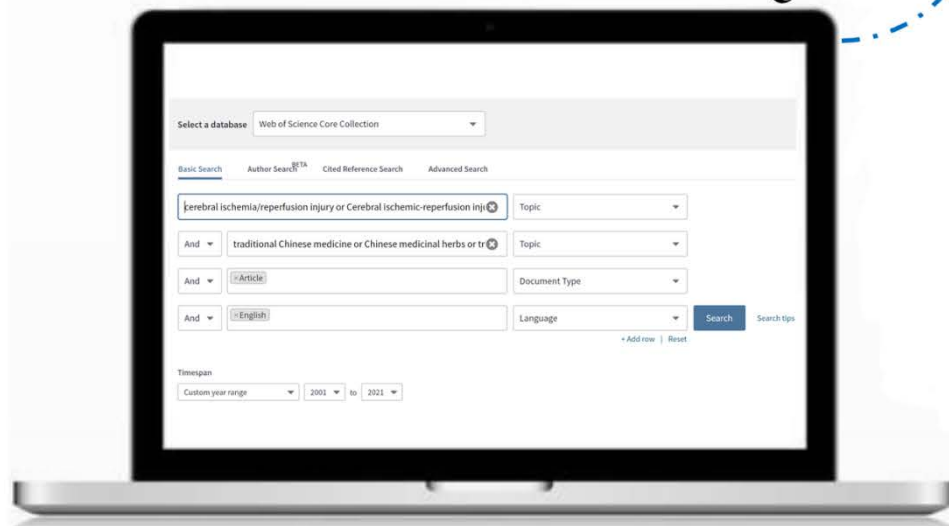 Select a database Web of Science Core Collection
Basic Search Author Search BETA Cited Reference Search Advanced Search
cerebral ischemia/reperfusion injury or Cerebral ischemic-reperfusion inju Topic
And traditional Chinese medicine or Chinese medicinal herbs or tr Topic
And × Article Document Type
And × English Language Search Search tips
+ Add row | Reset
Timespan
Custom year range 2001 to 2021